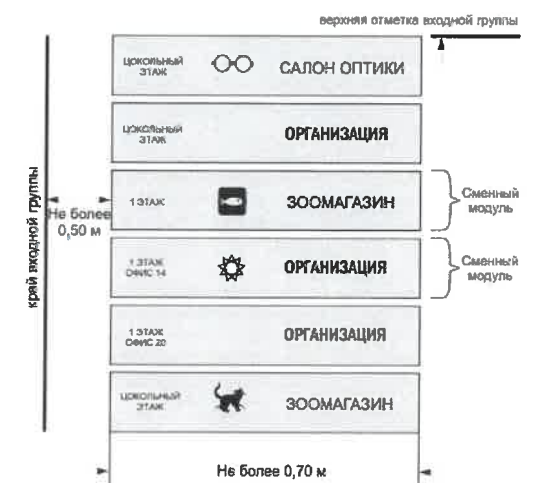 верхняя отметка входной группы
ЦОКОЛЬНЫЙ
ЭТАЖ
САЛОН ОПТИКИ
ЦОКОЛЬНЫЙ
ЭТАЖ
ОРГАНИЗАЦИЯ
край входной группы
Не более
0,50 м
1 ЭТАЖ
ЗООМАГАЗИН
Сменный
модуль
1 ЭТАЖ
ОФИС 14
ОРГАНИЗАЦИЯ
Сменный
модуль
1 ЭТАЖ
ОФИС 20
ОРГАНИЗАЦИЯ
ЦОКОЛЬНЫЙ
ЭТАЖ
ЗООМАГАЗИН
Не более 0,70 м